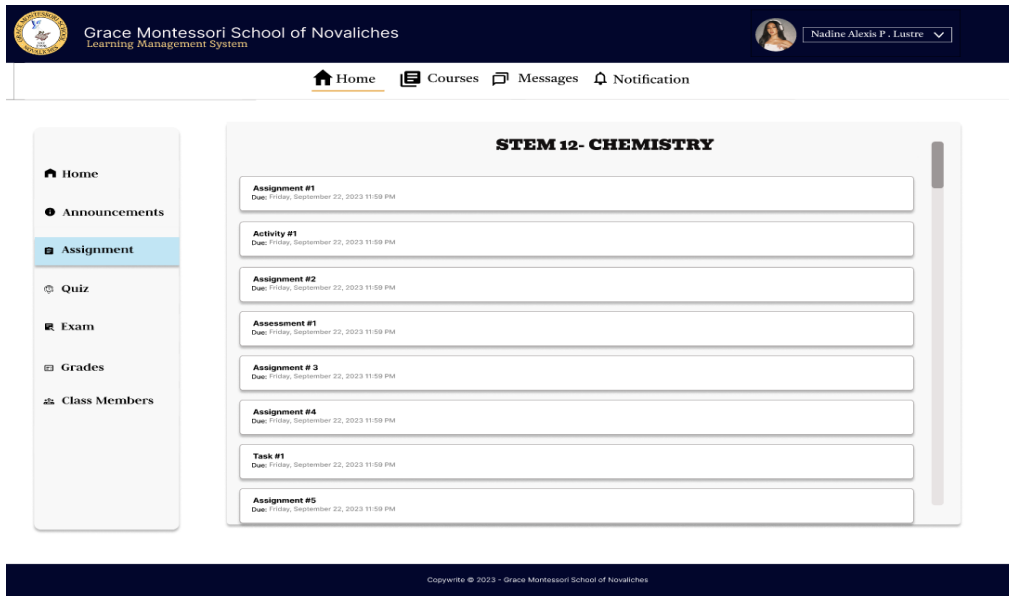 Grace Montessori School of Novaliches
Learning Management System
Nadine Alexis P . Lustre
Home Courses Messages Notification
Home
Announcements
Assignment
Quiz
Exam
Grades
Class Members
STEM 12- CHEMISTRY
Assignment #1
Due: Friday, September 22, 2023 11:59 PM
Activity #1
Due: Friday, September 22, 2023 11:59 PM
Assignment #2
Due: Friday, September 22, 2023 11:59 PM
Assessment #1
Due: Friday, September 22, 2023 11:59 PM
Assignment # 3
Due: Friday, September 22, 2023 11:59 PM
Assignment #4
Due: Friday, September 22, 2023 11:59 PM
Task #1
Due: Friday, September 22, 2023 11:59 PM
Assignment #5
Due: Friday, September 22, 2023 11:59 PM
Copywrite @ 2023 - Grace Montessori School of Novaliches